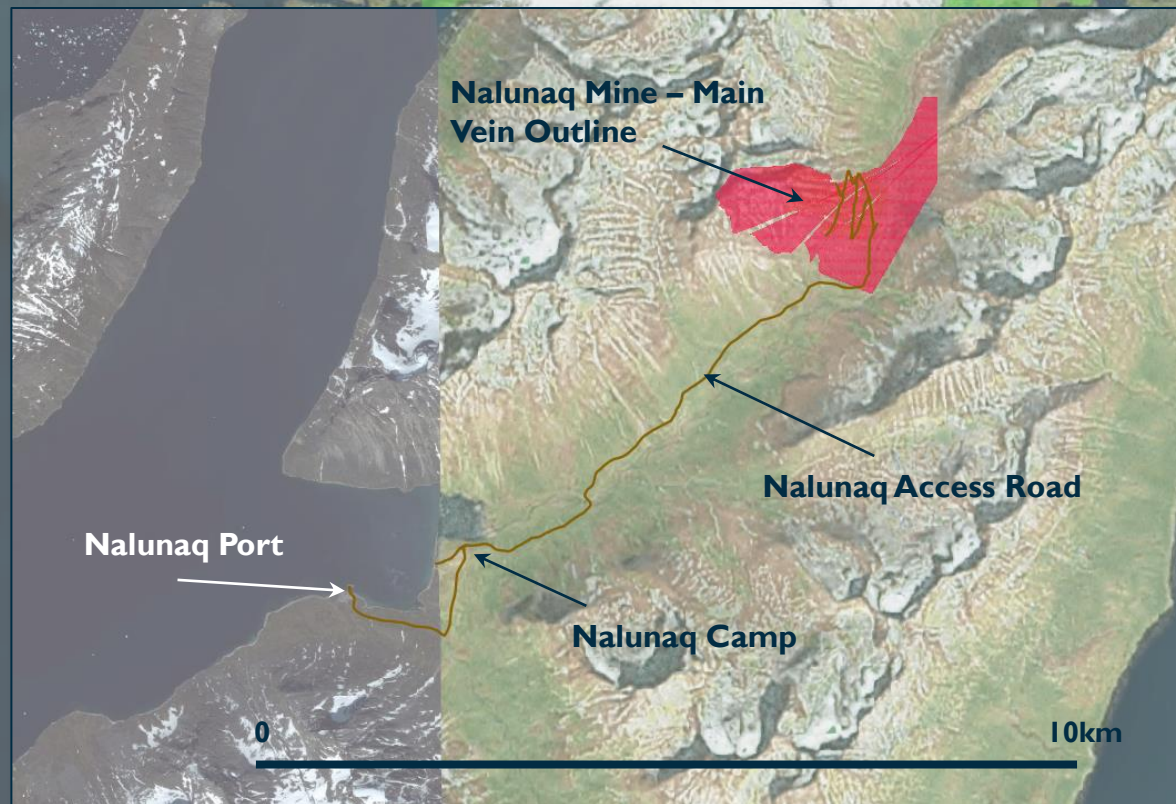 Nalunaq Mine – Main
Vein Outline
Nalunaq Access Road
Nalunaq Port
Nalunaq Camp
0
10km